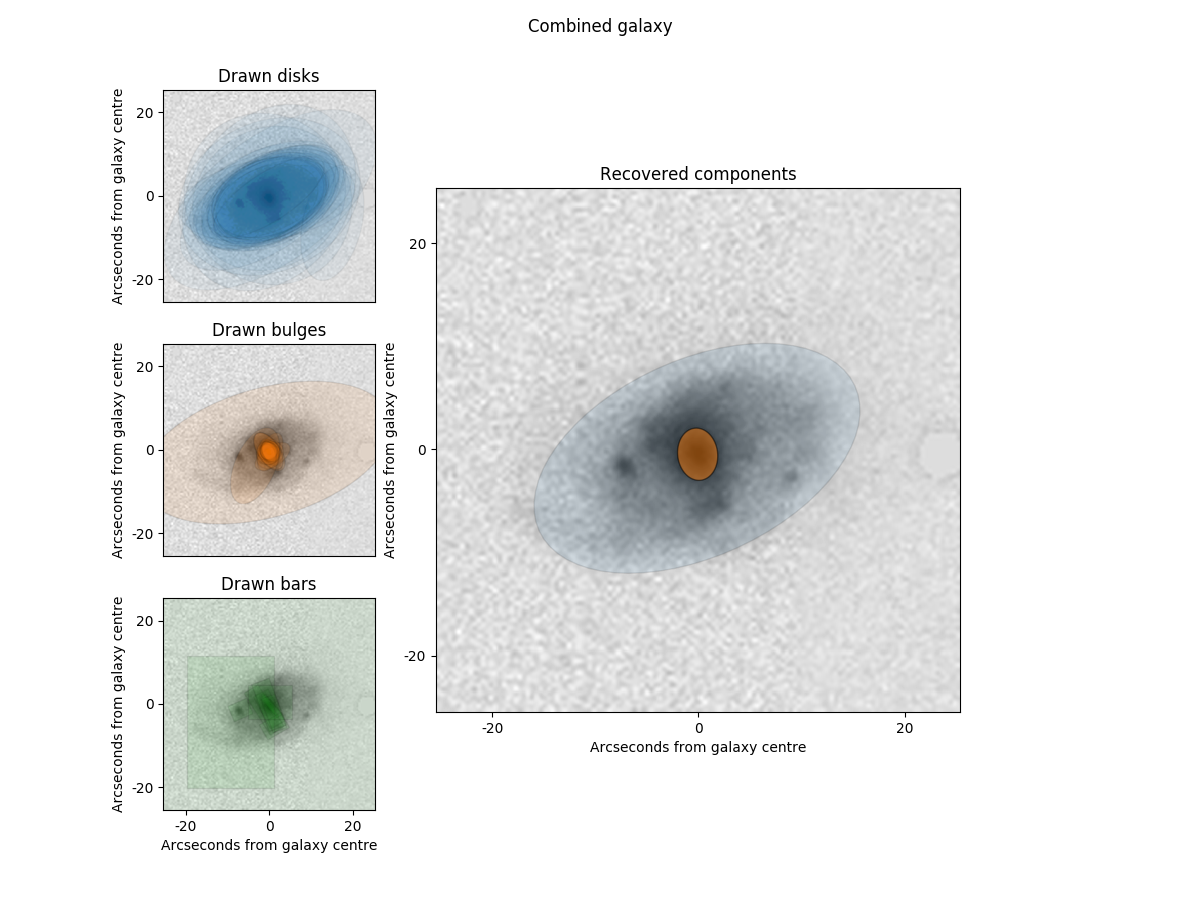 Combined galaxy
Drawn disks
Arcseconds from galaxy centre
20
0
-20
Drawn bulges
Arcseconds from galaxy centre
20
0
-20
Drawn bars
Arcseconds from galaxy centre
20
0
-20
-20 0 20
Arcseconds from galaxy centre
Recovered components
Arcseconds from galaxy centre
20
0
-20
-20 0 20
Arcseconds from galaxy centre